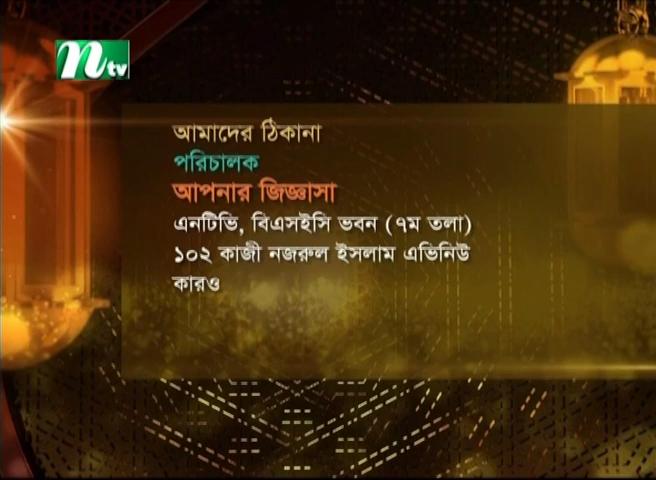 ntv
আমাদের ঠিকানা
পরিচালক
আপনার জিজ্ঞাসা
এনটিভি, বিএসইসি ভবন (৭ম তলা)
১০২ কাজী নজরুল ইসলাম এভিনিউ
কারও